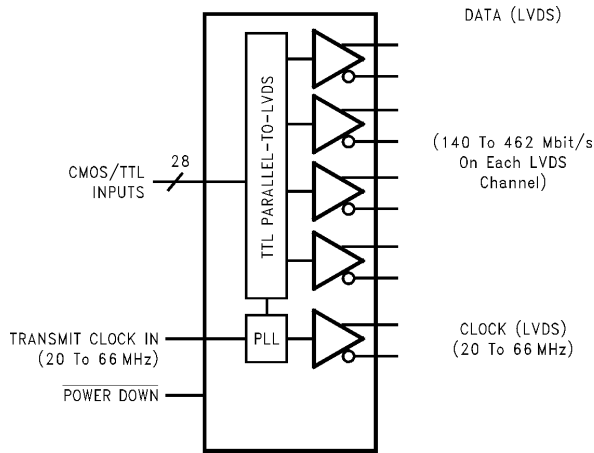 DATA (LVDS)
TTL PARALLEL-TO-LVDS
(140 To 462 Mbit/s
On Each LVDS
Channel)
28
CMOS/TTL
INPUTS
TRANSMIT CLOCK IN
(20 To 66 MHz)
PLL
CLOCK (LVDS)
(20 To 66 MHz)
POWER DOWN